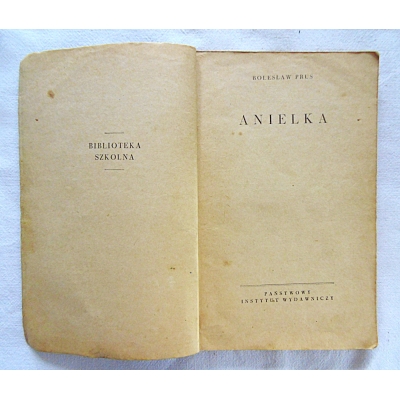 BIBLIOTEKA
SZKOLNA
BOLESŁAW PRUS
ANIELKA
PAŃSTWOWY
INSTYTUT WYDAWNICZY